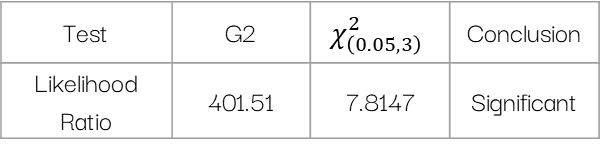 Test G2 χ²(0.05,3) Conclusion
Likelihood
Ratio 401.51 7.8147 Significant